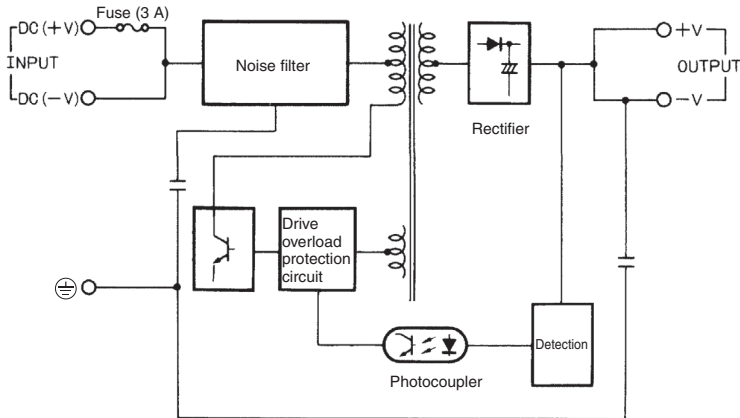 Fuse (3 A)
DC (+V)
INPUT
DC (−V)
Noise filter
Rectifier
+V
OUTPUT
−V
Drive
overload
protection
circuit
Detection
Photocoupler